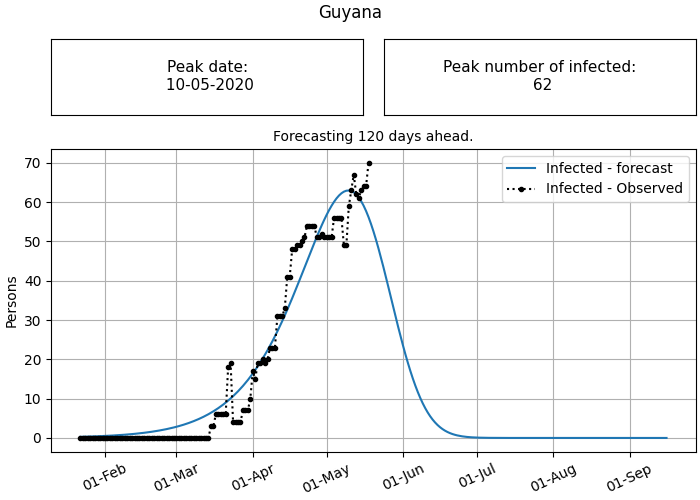 Guyana
Peak date:
10-05-2020
Peak number of infected:
62
Forecasting 120 days ahead.
Infected - forecast
Infected - Observed
Persons
70
60
50
40
30
20
10
0
01-Feb
01-Mar
01-Apr
01-May
01-Jun
01-Jul
01-Aug
01-Sep